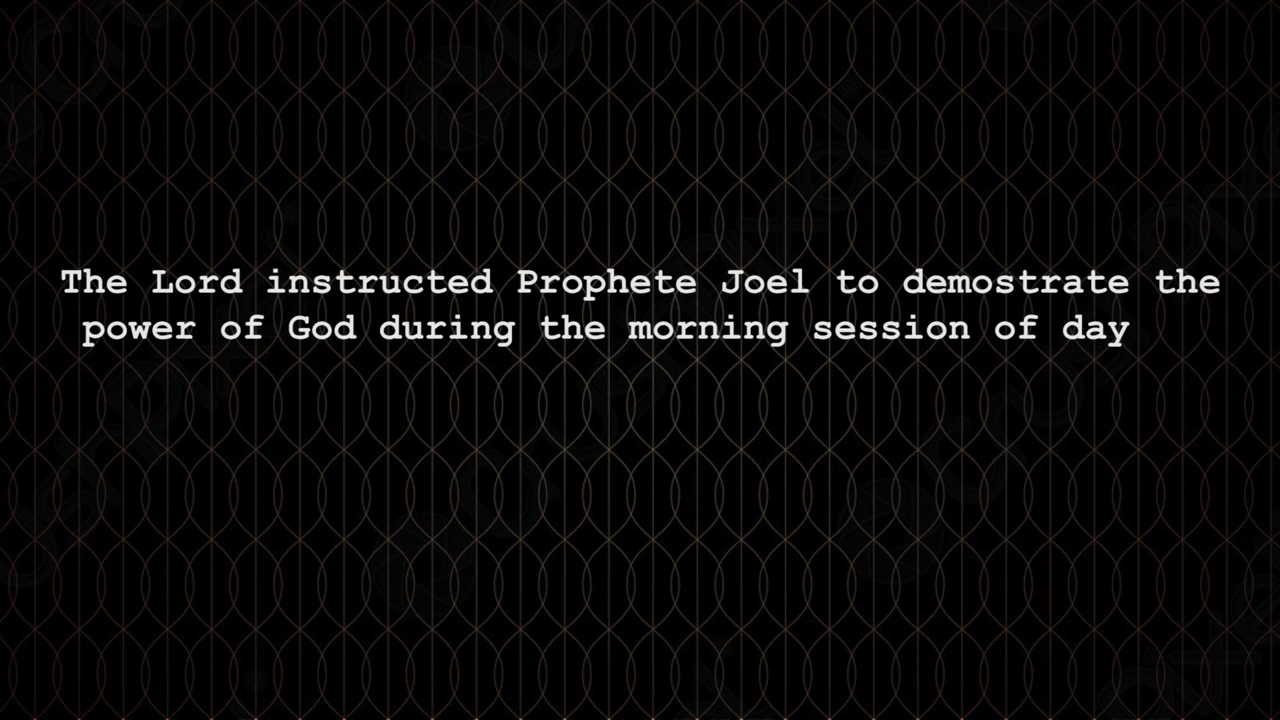 The Lord instructed Prophete Joel to demostrate the
power of God during the morning session of day